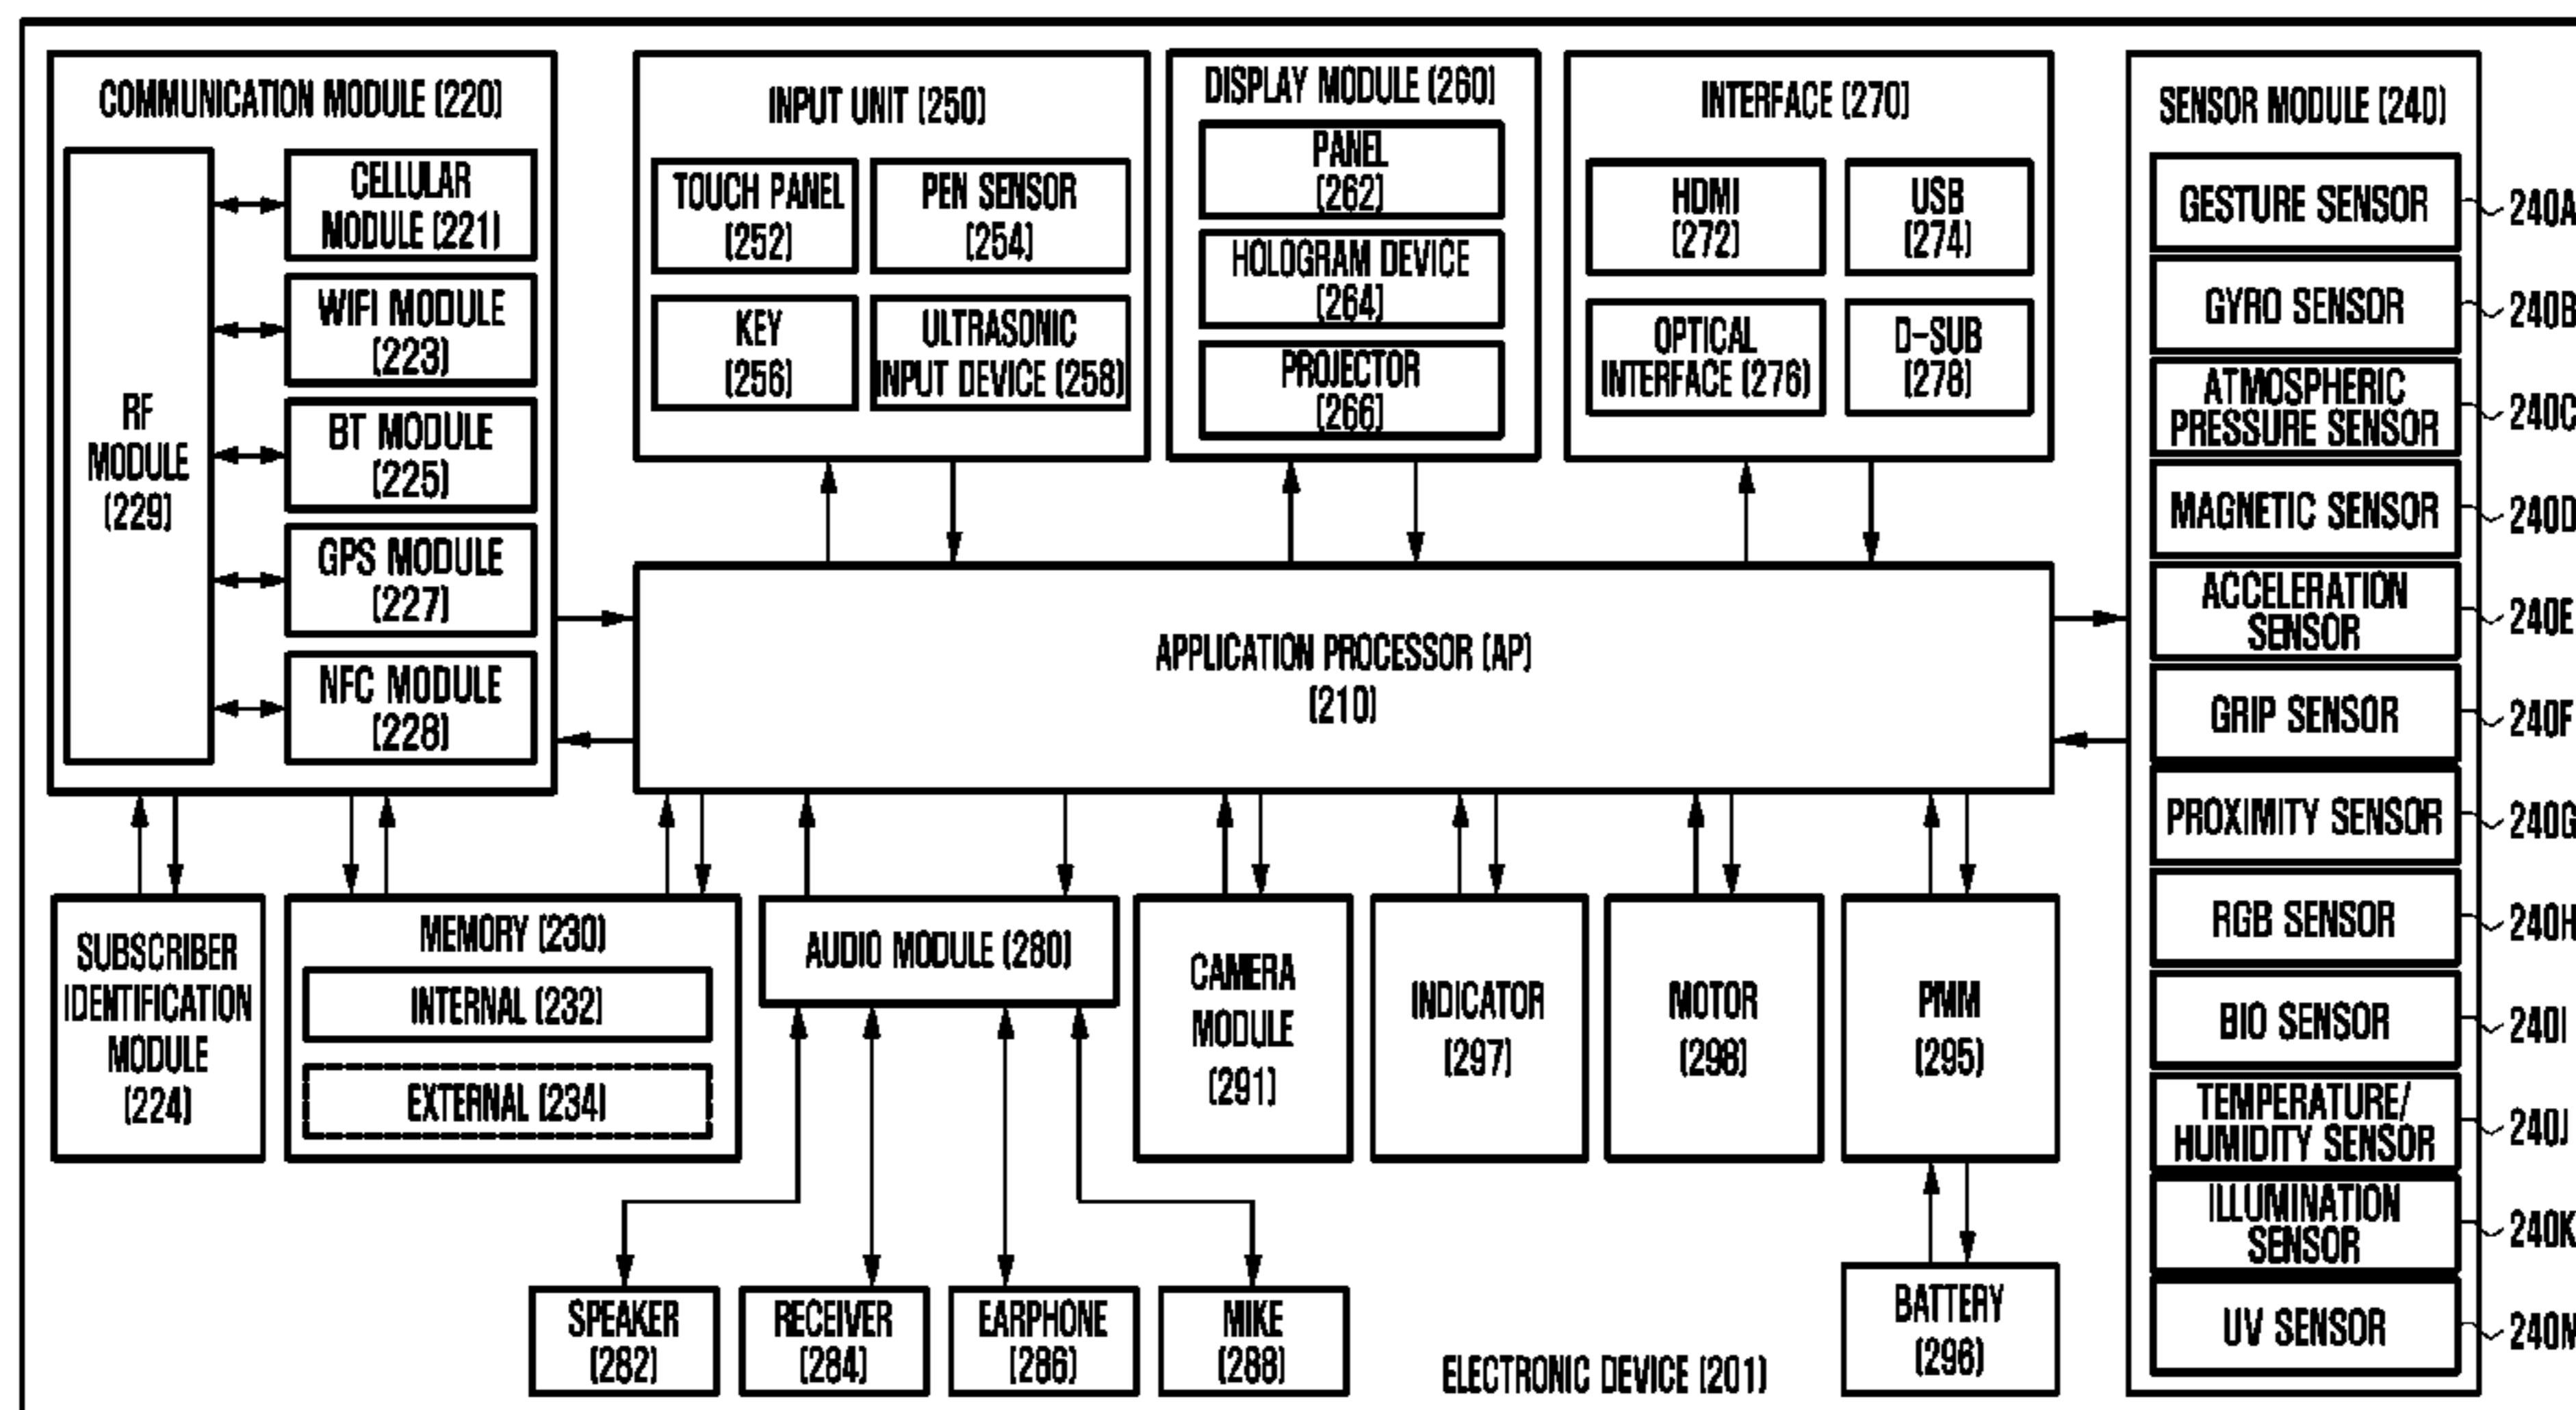 COMMUNICATION MODULE (220)
RF
MODULE
(229)
CELLULAR
MODULE (221)
WIFI MODULE
(223)
BT MODULE
(225)
GPS MODULE
(227)
NFC MODULE
(228)
INPUT UNIT (250)
TOUCH PANEL
(252)
PEN SENSOR
(254)
KEY
(256)
ULTRASONIC
INPUT DEVICE (258)
DISPLAY MODULE (260)
PANEL
(262)
HOLOGRAM DEVICE
(264)
PROJECTOR
(266)
INTERFACE (270)
HDMI
(272)
USB
(274)
OPTICAL
INTERFACE (276)
D-SUB
(278)
SENSOR MODULE (240)
GESTURE SENSOR
240A
GYRO SENSOR
240B
ATMOSPHERIC
PRESSURE SENSOR
240C
MAGNETIC SENSOR
240D
ACCELERATION
SENSOR
240E
GRIP SENSOR
240F
PROXIMITY SENSOR
240G
RGB SENSOR
240H
BIO SENSOR
240I
TEMPERATURE/
HUMIDITY SENSOR
240J
ILLUMINATION
SENSOR
240K
UV SENSOR
240M
APPLICATION PROCESSOR (AP)
(210)
SUBSCRIBER
IDENTIFICATION
MODULE
(224)
MEMORY (230)
INTERNAL (232)
EXTERNAL (234)
AUDIO MODULE (280)
CAMERA
MODULE
(291)
INDICATOR
(297)
MOTOR
(298)
PMM
(295)
SPEAKER
(282)
RECEIVER
(284)
EARPHONE
(286)
MIKE
(288)
BATTERY
(296)
ELECTRONIC DEVICE (201)